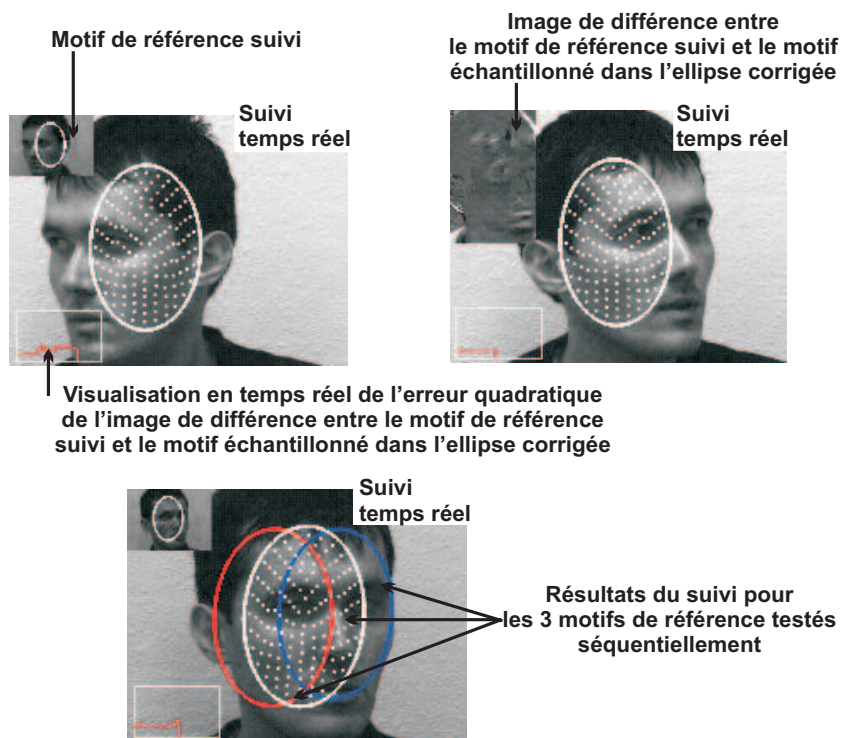 Motif de référence suivi
Image de différence entre
le motif de référence suivi et le motif
échantillonné dans l'ellipse corrigée
Suivi
temps réel
Suivi
temps réel
Visualisation en temps réel de l'erreur quadratique
de l'image de différence entre le motif de référence
suivi et le motif échantillonné dans l'ellipse corrigée
Suivi
temps réel
Résultats du suivi pour
les 3 motifs de référence testés
séquentiellement